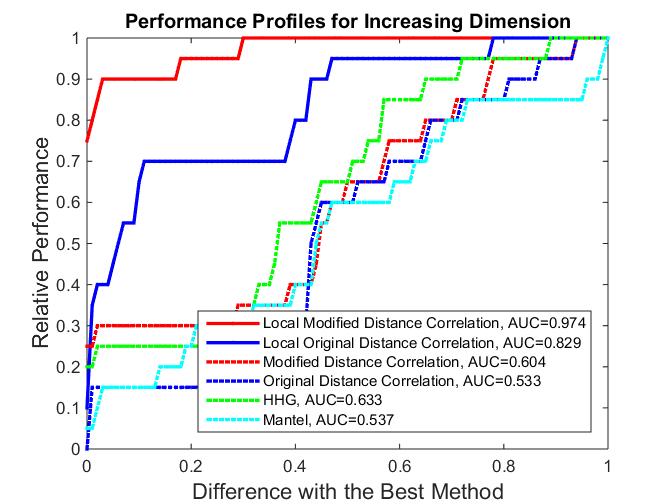 Performance Profiles for Increasing Dimension
1
0.9
0.8
0.7
0.6
0.5
0.4
0.3
0.2
0.1
0
Relative Performance
Local Modified Distance Correlation, AUC=0.974
Local Original Distance Correlation, AUC=0.829
Modified Distance Correlation, AUC=0.604
Original Distance Correlation, AUC=0.533
HHG, AUC=0.633
Mantel, AUC=0.537
0 0.2 0.4 0.6 0.8 1
Difference with the Best Method